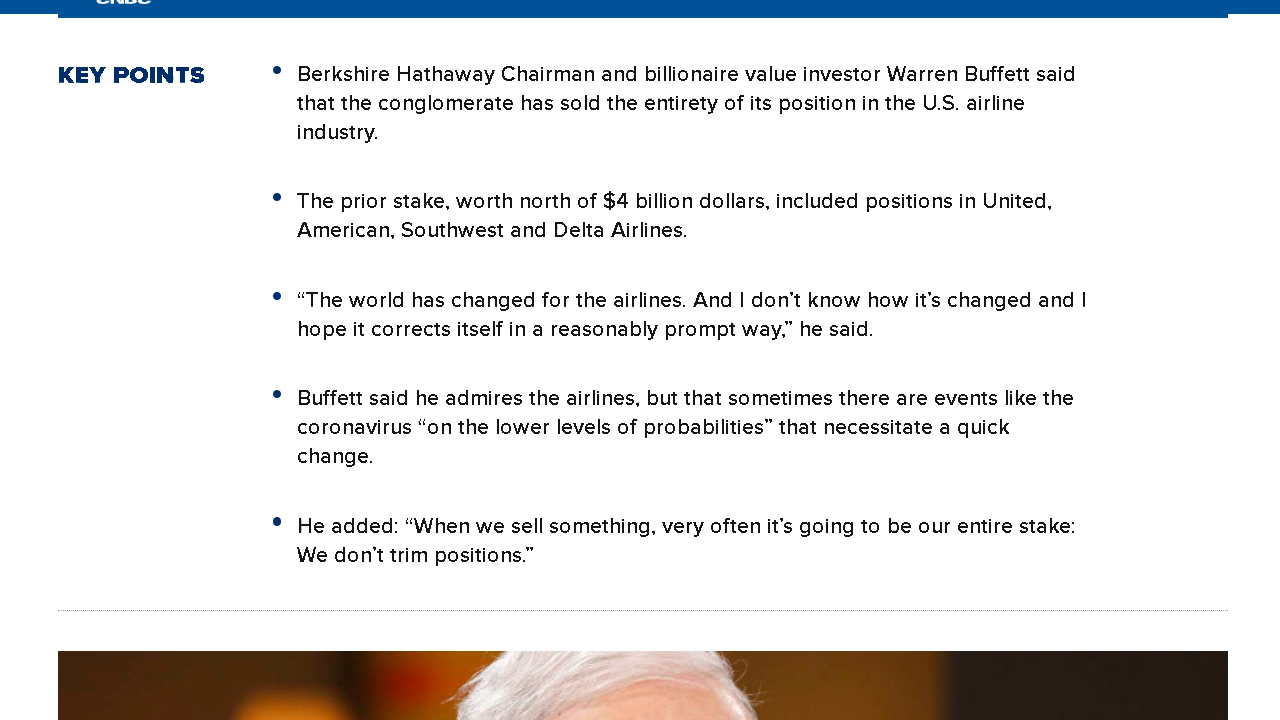 CNBC
KEY POINTS
• Berkshire Hathaway Chairman and billionaire value investor Warren Buffett said
that the conglomerate has sold the entirety of its position in the U.S. airline
industry.
• The prior stake, worth north of $4 billion dollars, included positions in United,
American, Southwest and Delta Airlines.
• “The world has changed for the airlines. And I don’t know how it’s changed and I
hope it corrects itself in a reasonably prompt way,” he said.
• Buffett said he admires the airlines, but that sometimes there are events like the
coronavirus “on the lower levels of probabilities” that necessitate a quick
change.
• He added: “When we sell something, very often it’s going to be our entire stake:
We don’t trim positions.”